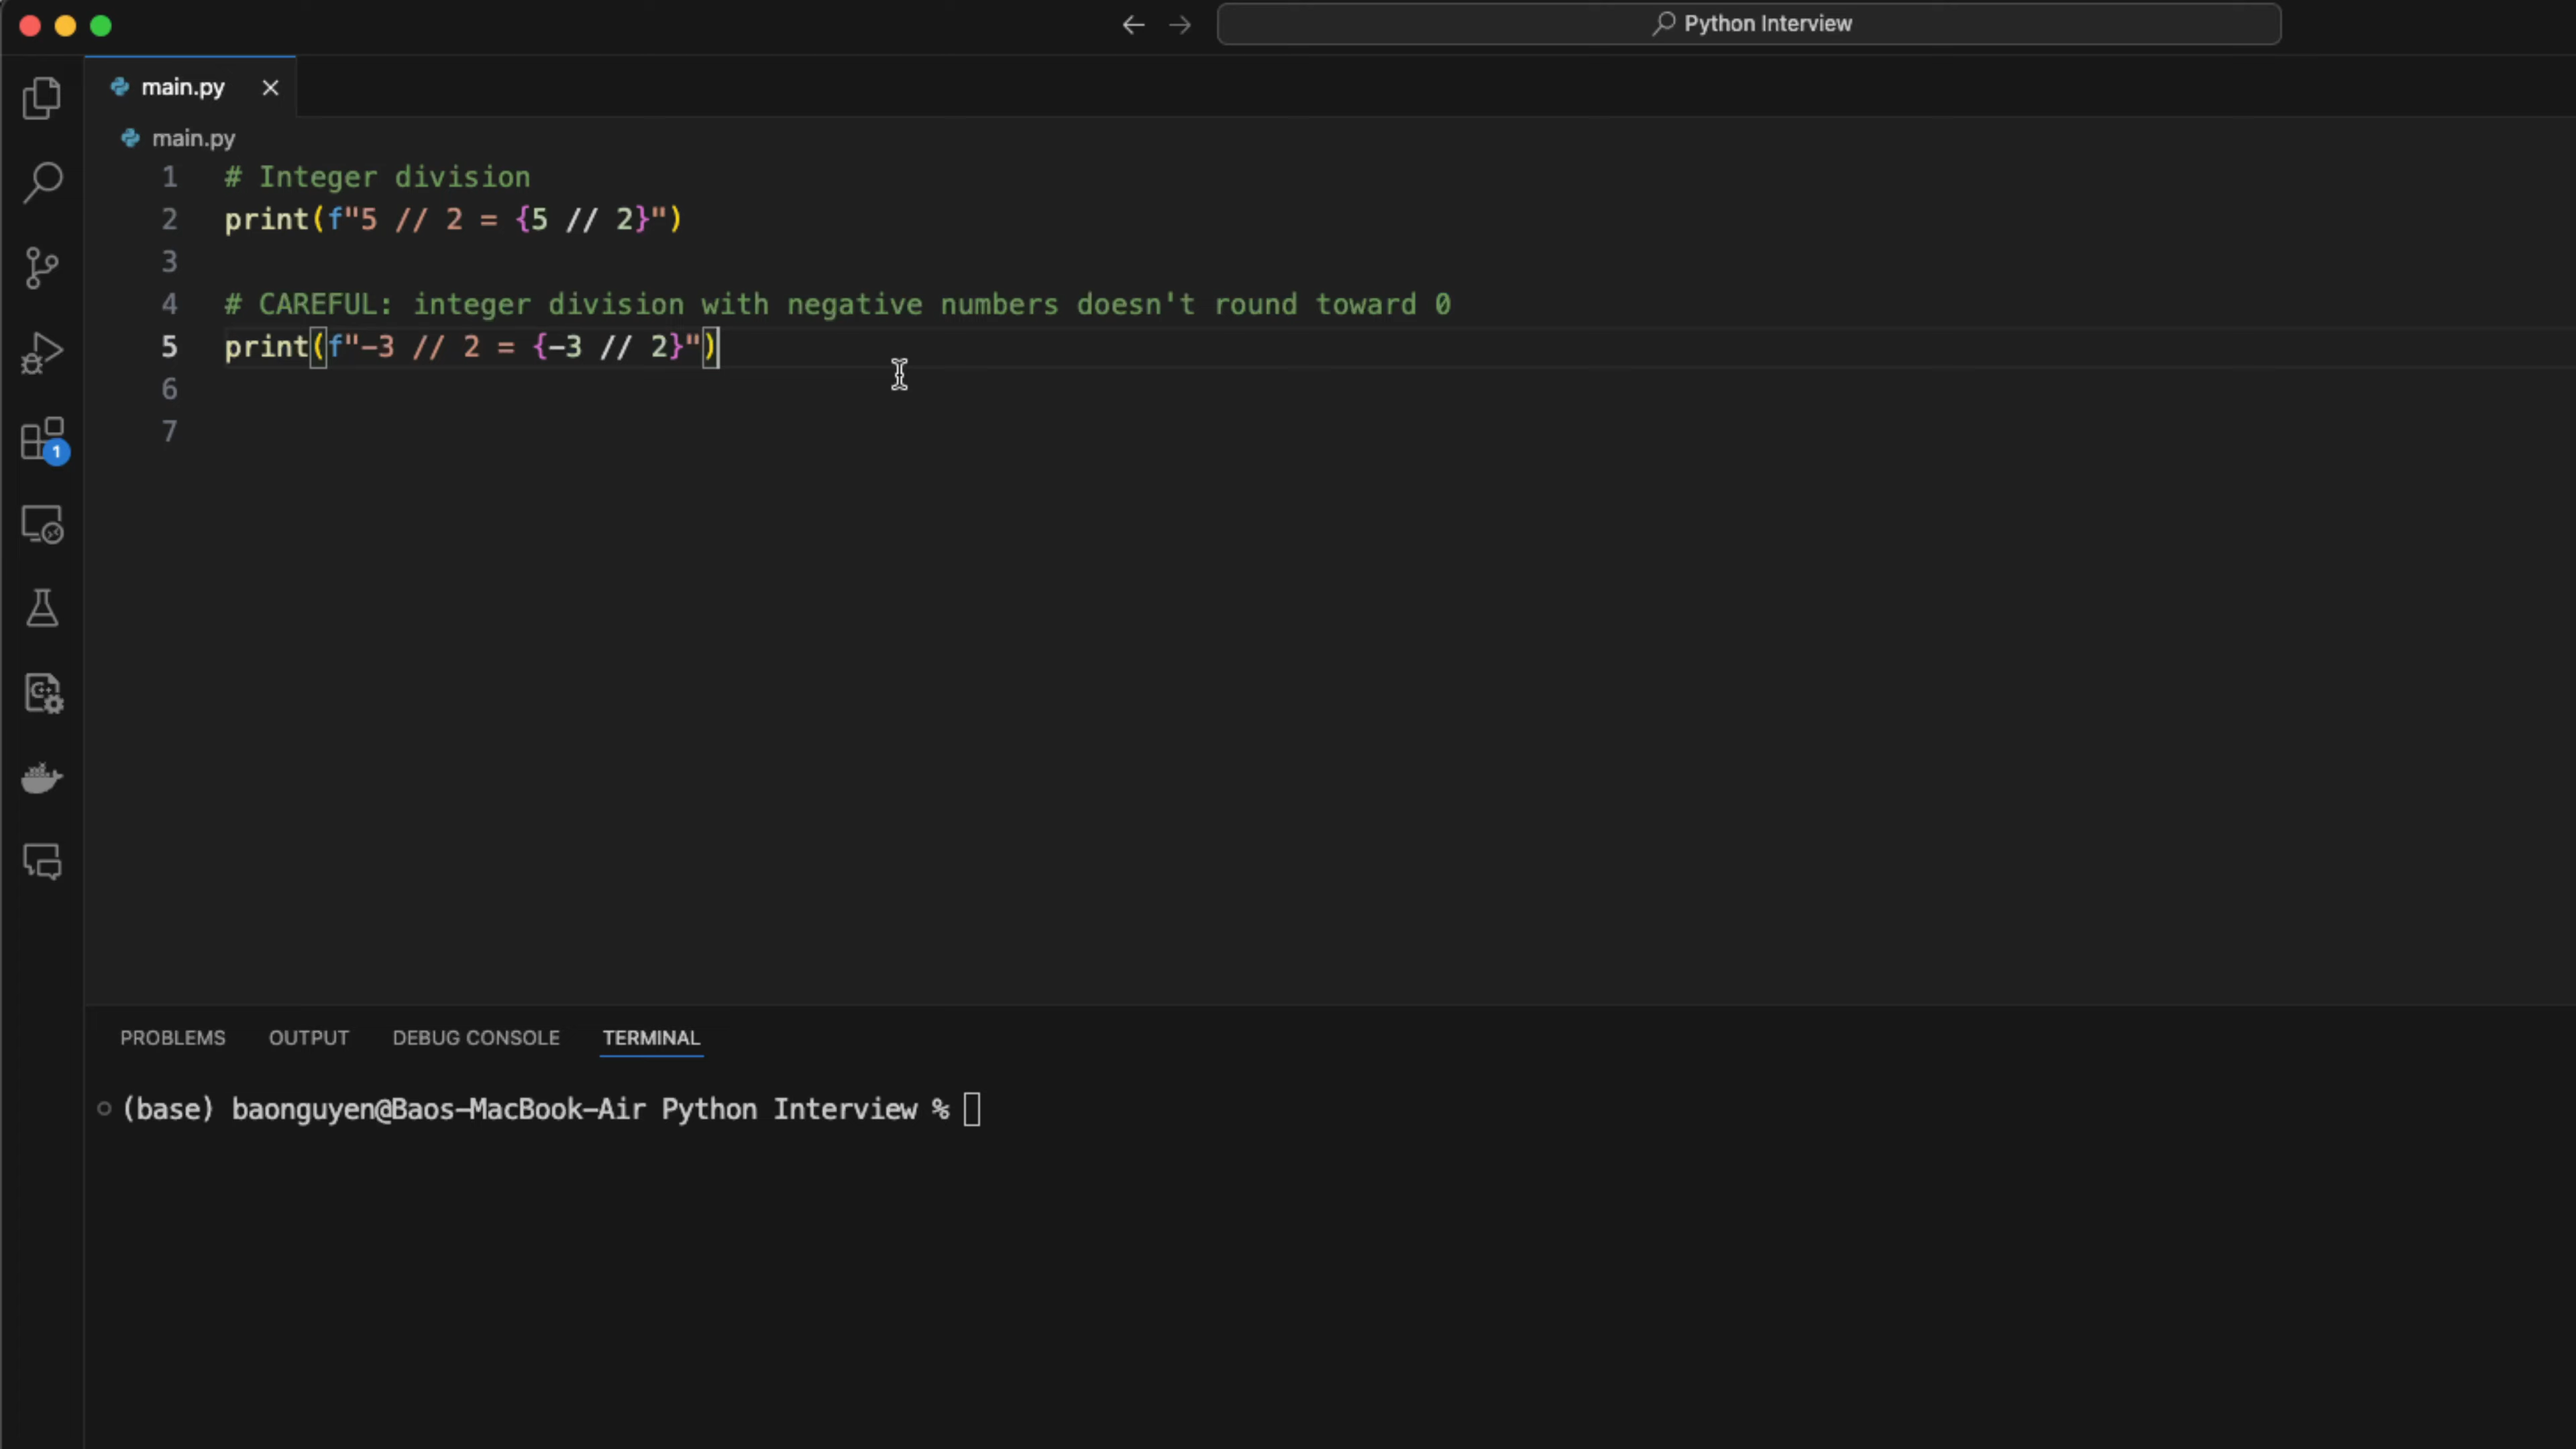 Python Interview
main.py
main.py
1 # Integer division
2 print(f"5 // 2 = {5 // 2}")
3
4 # CAREFUL: integer division with negative numbers doesn't round toward 0
5 print(f"-3 // 2 = {-3 // 2}")
6
7
1
PROBLEMS OUTPUT DEBUG CONSOLE TERMINAL
(base) baonguyen@Baos-MacBook-Air Python Interview %